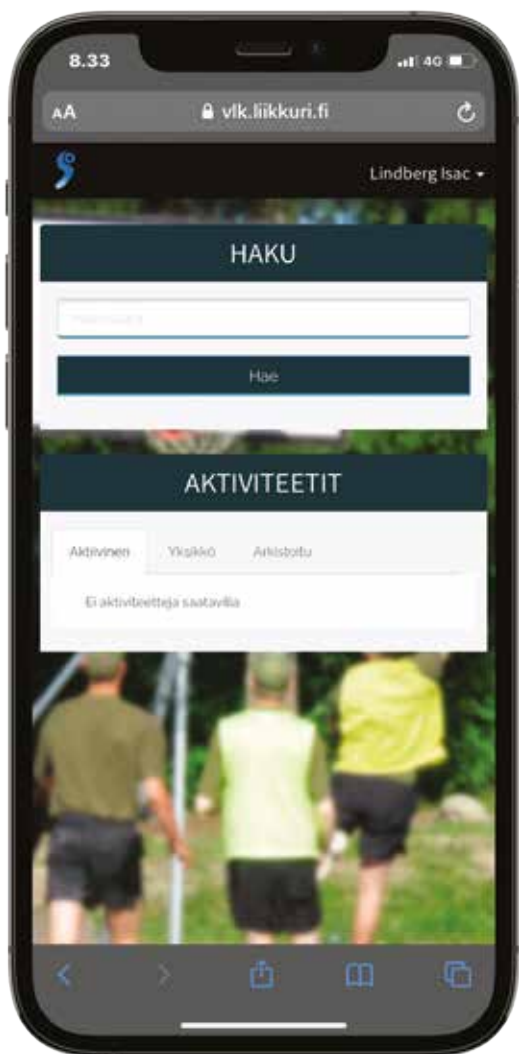 8.33
4G
AA vlk.liikkuri.fi
Lindberg Isac
HAKU
Hae
AKTIVITEETIT
Aktiivinen Yksikkö Arkistoitu
Ei aktiviteetteja saatavilla